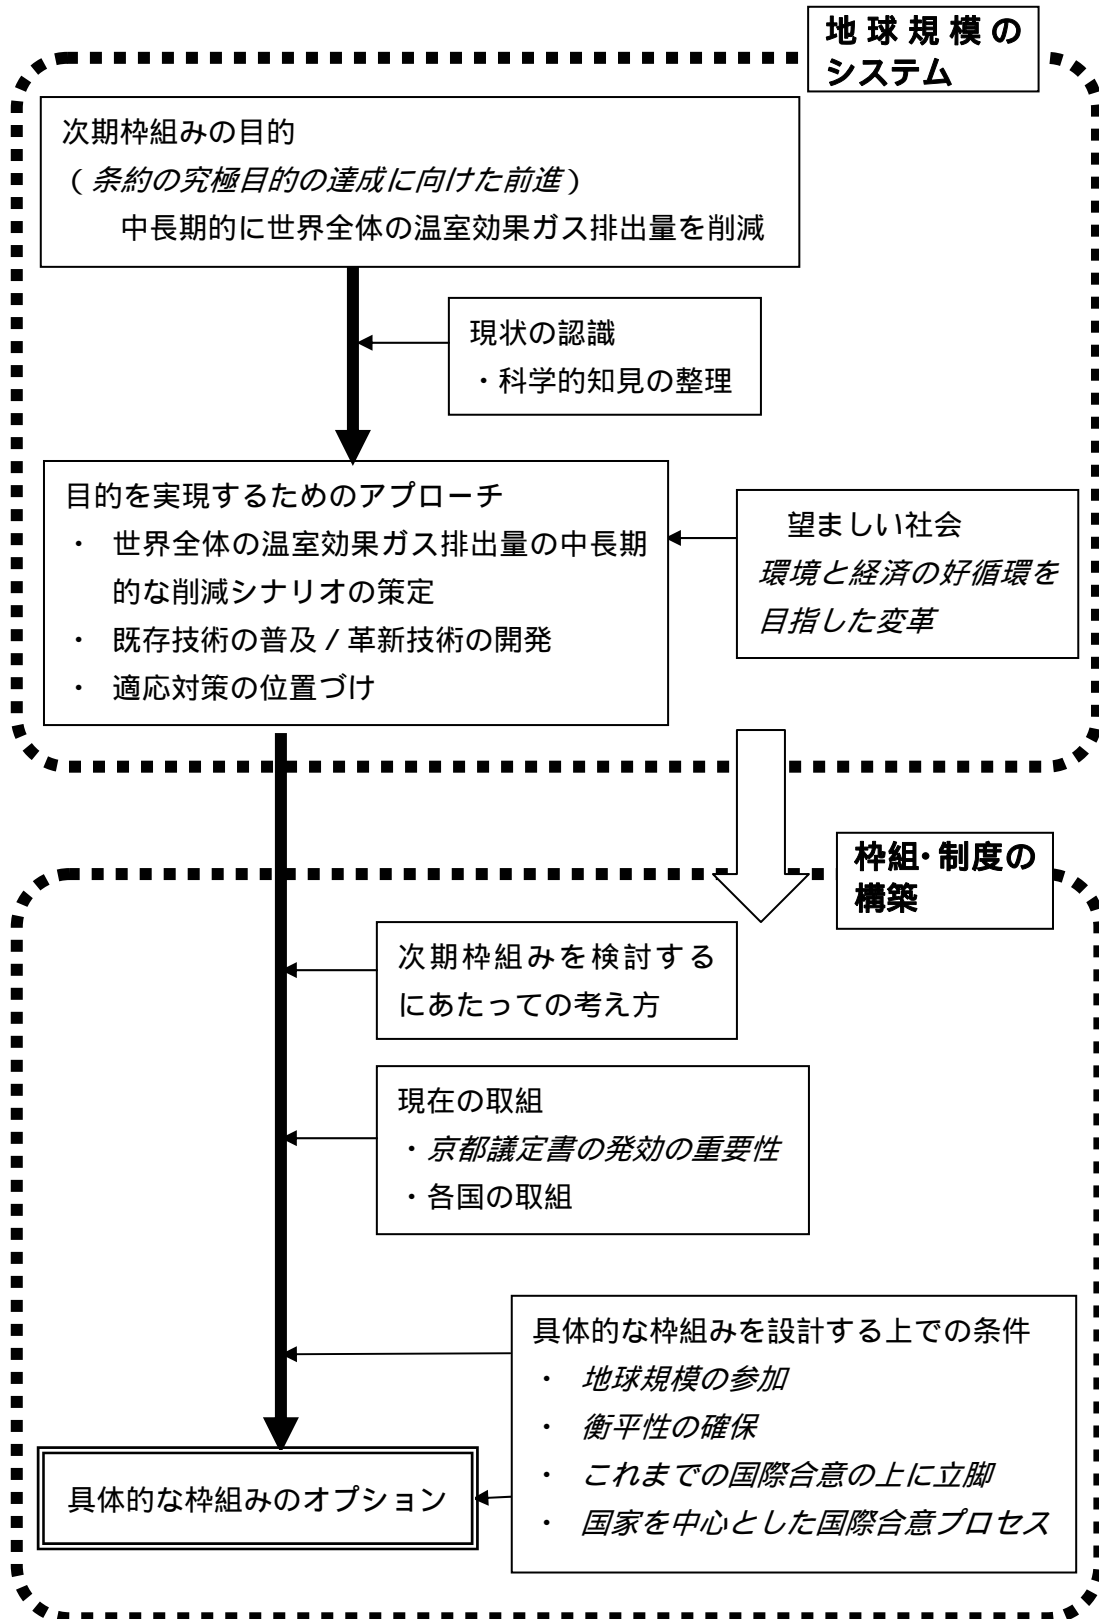 地球規模の
システム
次期枠組みの目的
（条約の究極目的の達成に向けた前進）
中長期的に世界全体の温室効果ガス排出量を削減
現状の認識
・科学的知見の整理
目的を実現するためのアプローチ
・ 世界全体の温室効果ガス排出量の中長期
的な削減シナリオの策定
・ 既存技術の普及／革新技術の開発
・ 適応対策の位置づけ
望ましい社会
環境と経済の好循環を
目指した変革
枠組・制度の
構築
次期枠組みを検討する
にあたっての考え方
現在の取組
・京都議定書の発効の重要性
・各国の取組
具体的な枠組みを設計する上での条件
・ 地球規模の参加
・ 衡平性の確保
・ これまでの国際合意の上に立脚
・ 国家を中心とした国際合意プロセス
具体的な枠組みのオプション